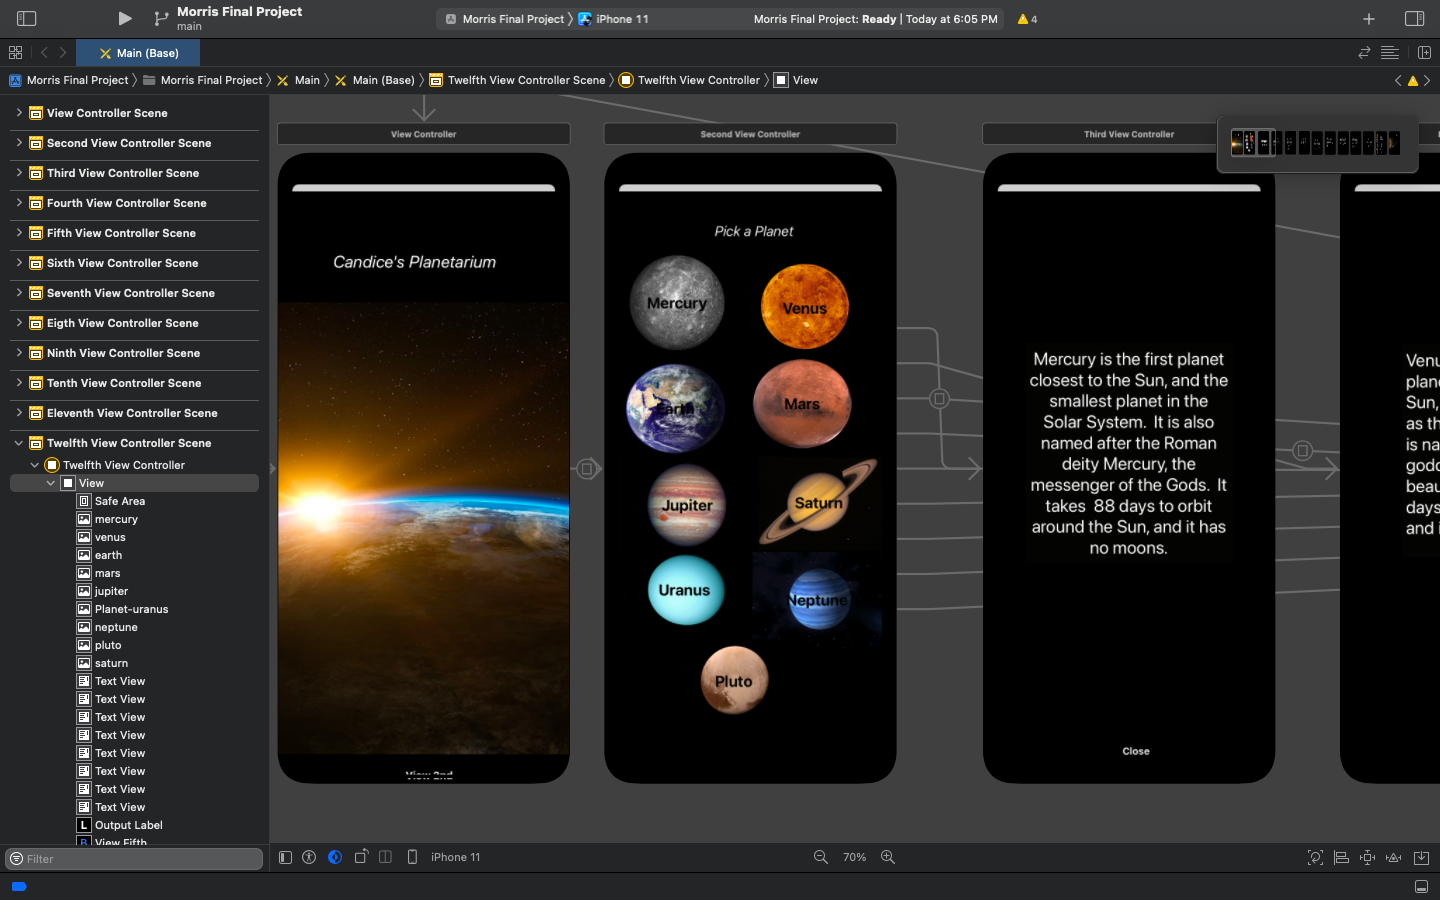 Morris Final Project
main
Morris Final Project
iPhone 11
Morris Final Project: Ready | Today at 6:05 PM
4
Main (Base)
Morris Final Project
Morris Final Project
Main
Main (Base)
Twelfth View Controller Scene
Twelfth View Controller
View
View Controller Scene
Second View Controller Scene
Third View Controller Scene
Fourth View Controller Scene
Fifth View Controller Scene
Sixth View Controller Scene
Seventh View Controller Scene
Eigth View Controller Scene
Ninth View Controller Scene
Tenth View Controller Scene
Eleventh View Controller Scene
Twelfth View Controller Scene
Twelfth View Controller
View
Safe Area
mercury
venus
earth
mars
jupiter
Planet-uranus
neptune
pluto
saturn
Text View
Text View
Text View
Text View
Text View
Text View
Text View
Text View
L Output Label
B View Fifth
Filter
View Controller
Candice's Planetarium
View 2nd
Second View Controller
Pick a Planet
Mercury
Venus
Earth
Mars
Jupiter
Saturn
Uranus
Neptune
Pluto
Third View Controller
Mercury is the first planet
closest to the Sun, and the
smallest planet in the
Solar System. It is also
named after the Roman
deity Mercury, the
messenger of the Gods. It
takes 88 days to orbit
around the Sun, and it has
no moons.
Close
Venu
plane
Sun,
as th
is na
godd
beau
days
and i
iPhone 11
70%